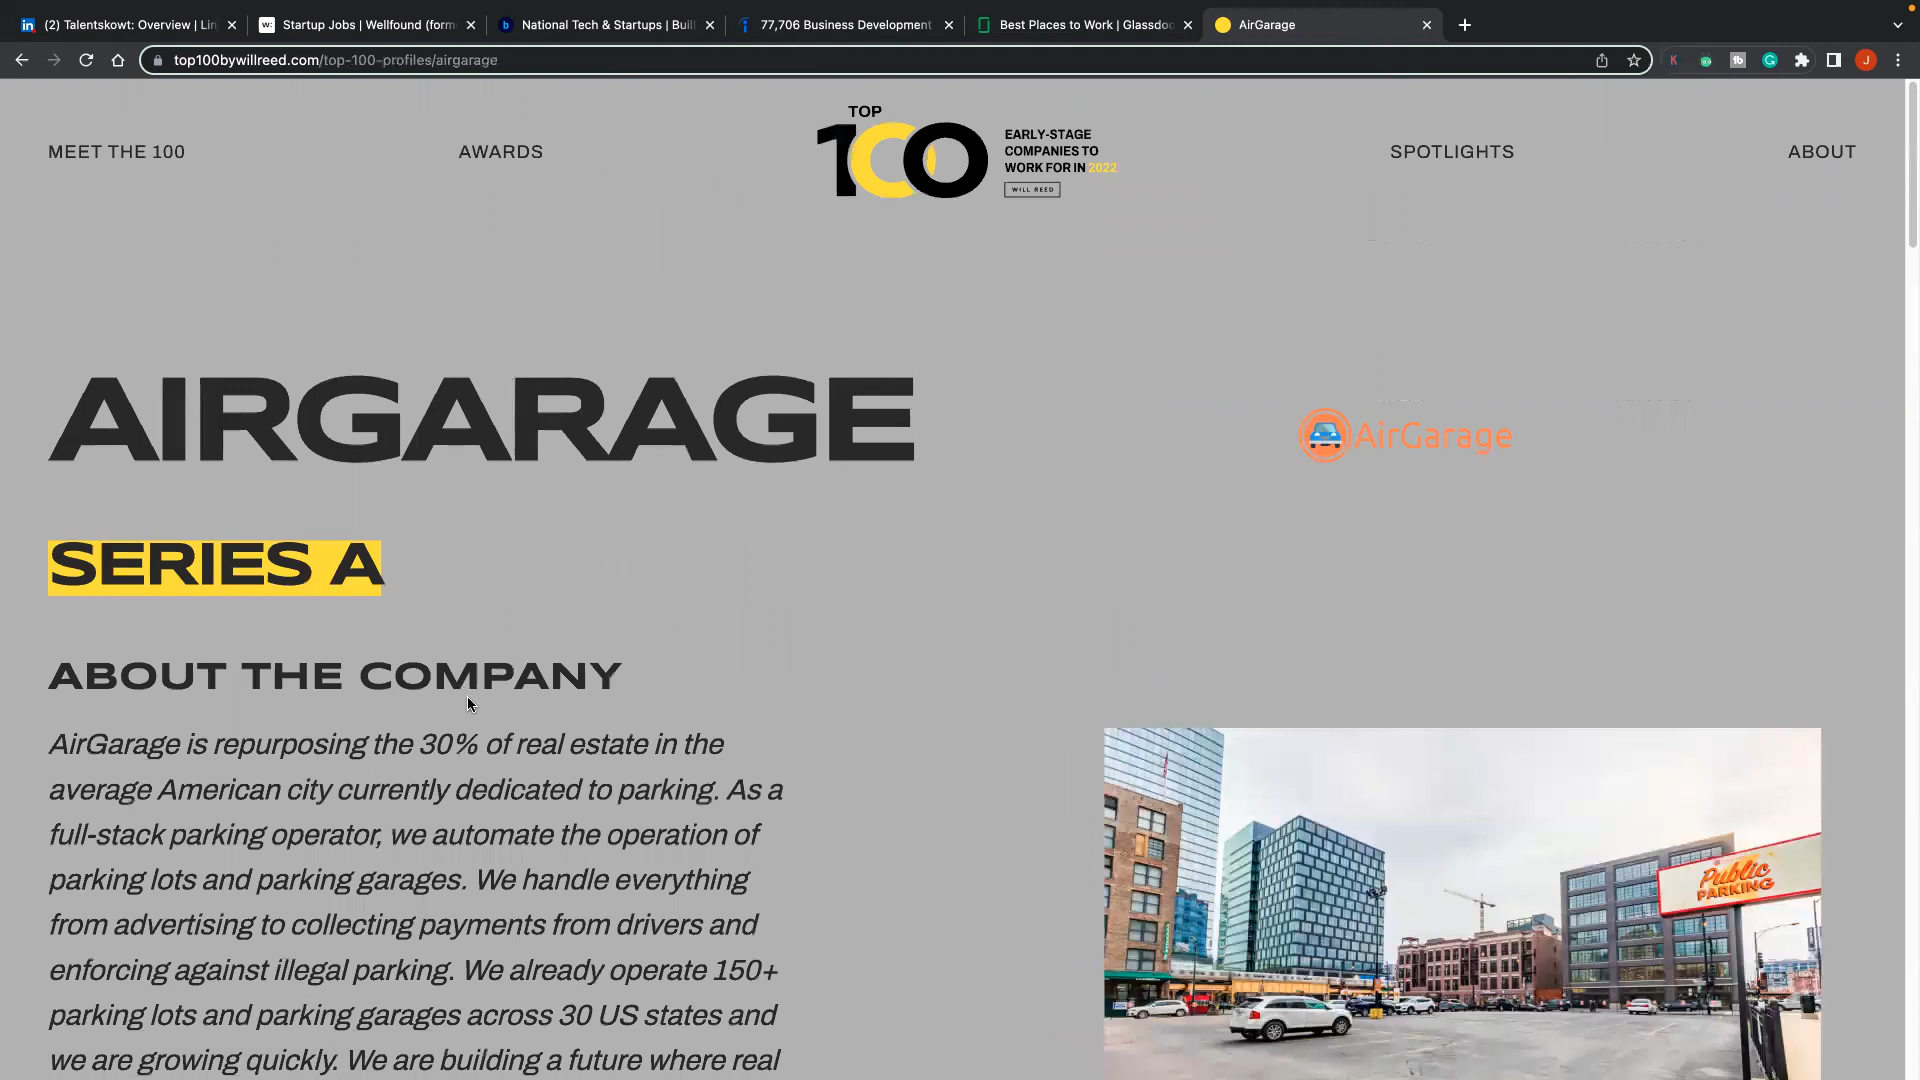 (2) Talentskowt: Overview | Lin
Startup Jobs | Wellfound (form
National Tech & Startups | Buil
77,706 Business Development
Best Places to Work | Glassdoo
AirGarage
top100bywillreed.com/top-100-profiles/airgarage
MEET THE 100
AWARDS
TOP
100
EARLY-STAGE
COMPANIES TO
WORK FOR IN 2022
WILL REED
SPOTLIGHTS
ABOUT
AIRGARAGE
AirGarage
SERIES A
ABOUT THE COMPANY
AirGarage is repurposing the 30% of real estate in the
average American city currently dedicated to parking. As a
full-stack parking operator, we automate the operation of
parking lots and parking garages. We handle everything
from advertising to collecting payments from drivers and
enforcing against illegal parking. We already operate 150+
parking lots and parking garages across 30 US states and
we are growing quickly. We are building a future where real
Public
PARKING